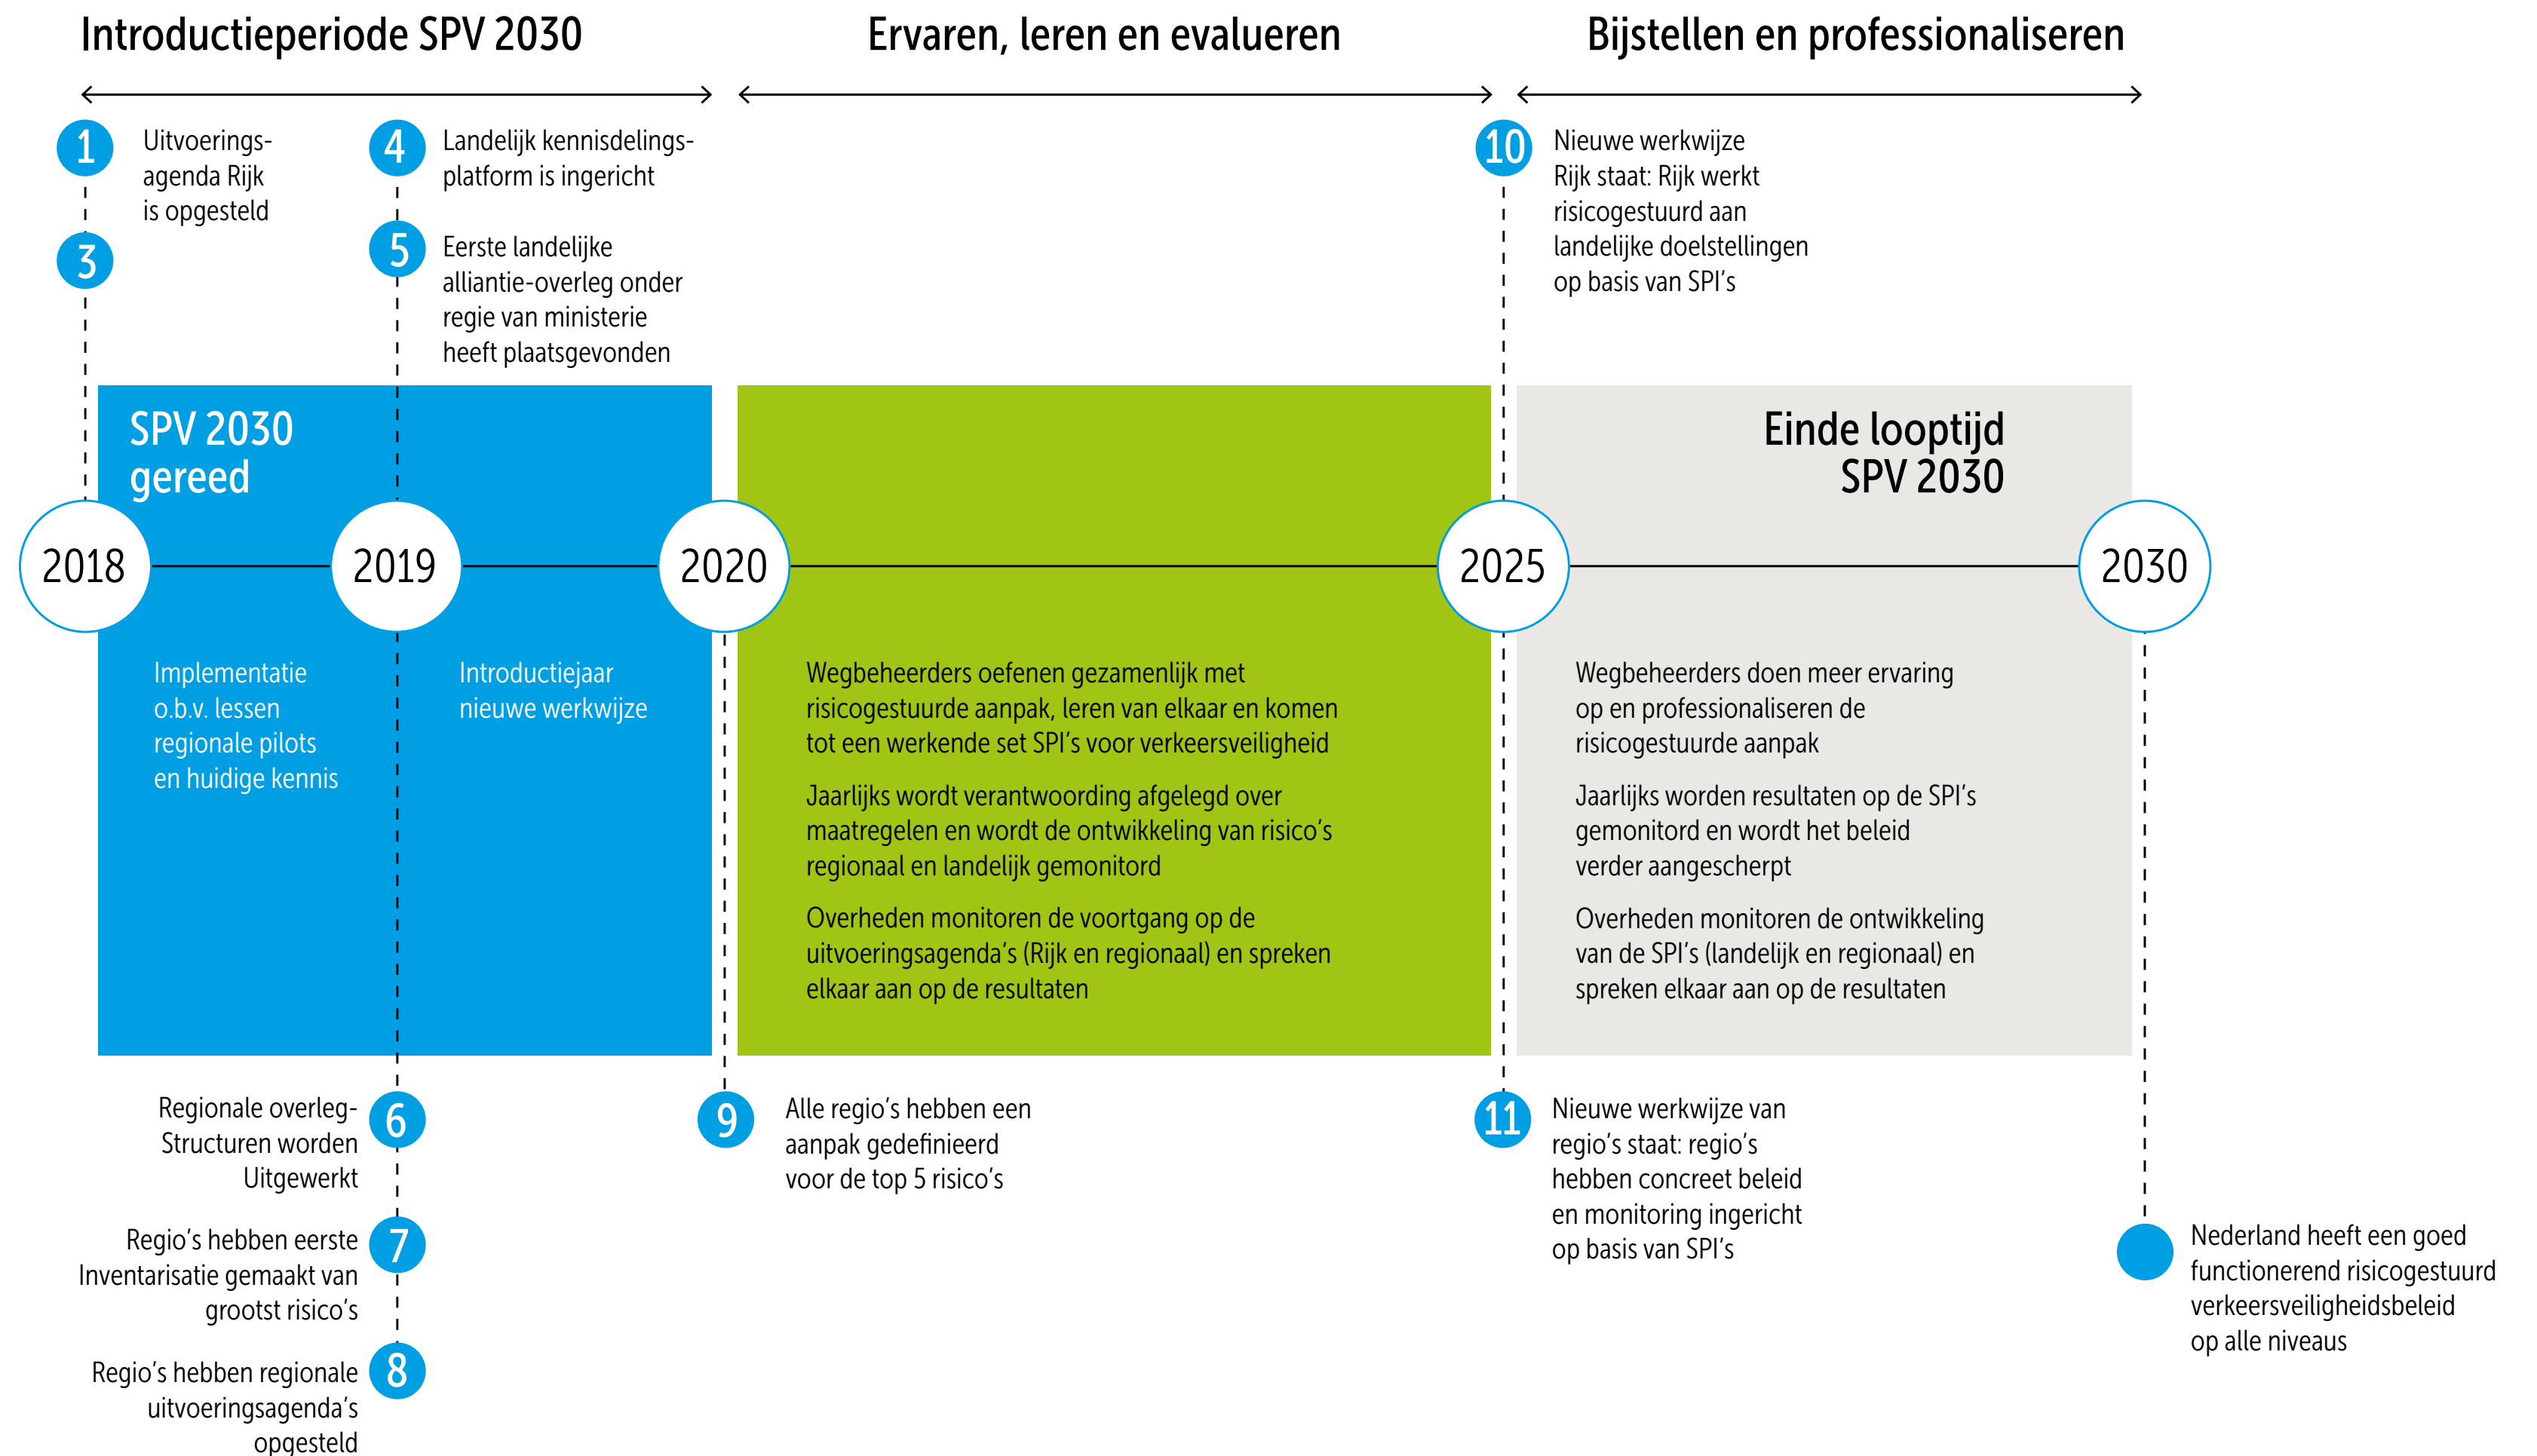 Introductieperiode SPV 2030
Ervaren, leren en evalueren
Bijstellen en professionaliseren
1
Uitvoerings-
agenda Rijk
is opgesteld
3
4
Landelijk kennisdelings-
platform is ingericht
5
Eerste landelijke
alliantie-overleg onder
regie van ministerie
heeft plaatsgevonden
10
Nieuwe werkwijze
Rijk staat: Rijk werkt
risicogestuurd aan
landelijke doelstellingen
op basis van SPI's
SPV 2030
gereed
Einde looptijd
SPV 2030
2018
2019
2020
2025
2030
Implementatie
o.b.v. lessen
regionale pilots
en huidige kennis
Introductiejaar
nieuwe werkwijze
Wegbeheerders oefenen gezamenlijk met
risicogestuurde aanpak, leren van elkaar en komen
tot een werkende set SPI's voor verkeersveiligheid
Jaarlijks wordt verantwoording afgelegd over
maatregelen en wordt de ontwikkeling van risico's
regionaal en landelijk gemonitord
Overheden monitoren de voortgang op de
uitvoeringsagenda's (Rijk en regionaal) en spreken
elkaar aan op de resultaten
Wegbeheerders doen meer ervaring
op en professionaliseren de
risicogestuurde aanpak
Jaarlijks worden resultaten op de SPI's
gemonitord en wordt het beleid
verder aangescherpt
Overheden monitoren de ontwikkeling
van de SPI's (landelijk en regionaal) en
spreken elkaar aan op de resultaten
Regionale overleg-
Structuren worden
Uitgewerkt
6
Regio's hebben eerste
Inventarisatie gemaakt van
grootst risico's
7
Regio's hebben regionale
uitvoeringsagenda's
opgesteld
8
9
Alle regio's hebben een
aanpak gedefinieerd
voor de top 5 risico's
11
Nieuwe werkwijze van
regio's staat: regio's
hebben concreet beleid
en monitoring ingericht
op basis van SPI's
Nederland heeft een goed
functionerend risicogestuurd
verkeersveiligheidsbeleid
op alle niveaus